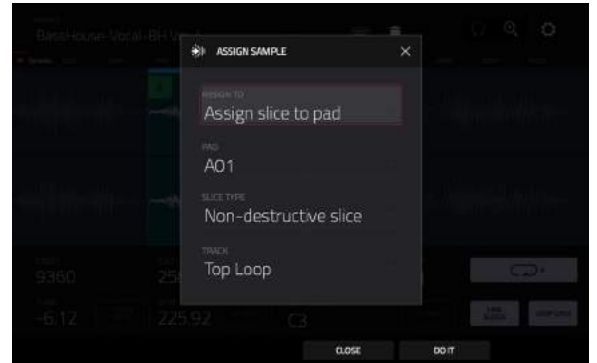 BassHouse-Vocal-BH V
ASSIGN SAMPLE
ASSIGN TO
Assign slice to pad
PAD
A01
SLICE TYPE
Non-destructive slice
TRACK
Top Loop
9360
25
-6.12
225.92
C3
CLOSE
DO IT